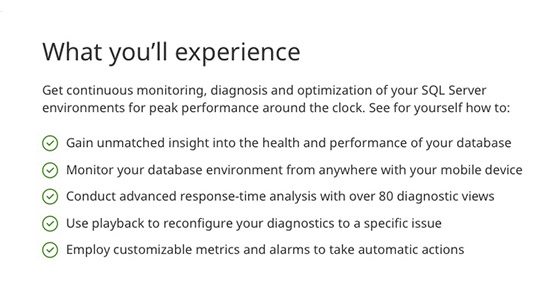 What you’ll experience
Get continuous monitoring, diagnosis and optimization of your SQL Server
environments for peak performance around the clock. See for yourself how to:
Gain unmatched insight into the health and performance of your database
Monitor your database environment from anywhere with your mobile device
Conduct advanced response-time analysis with over 80 diagnostic views
Use playback to reconfigure your diagnostics to a specific issue
Employ customizable metrics and alarms to take automatic actions